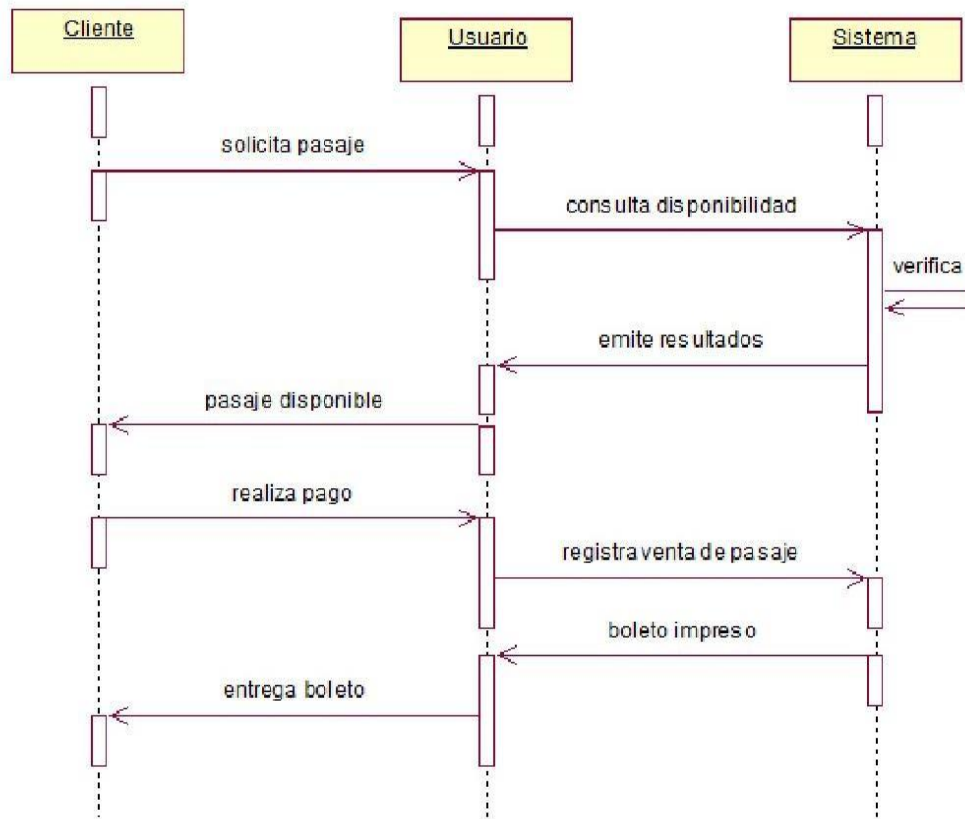 Cliente
Usuario
Sistema
solicita pasaje
consulta disponibilidad
verifica
emite resultados
pasaje disponible
realiza pago
registra venta de pasaje
boleto impreso
entrega boleto